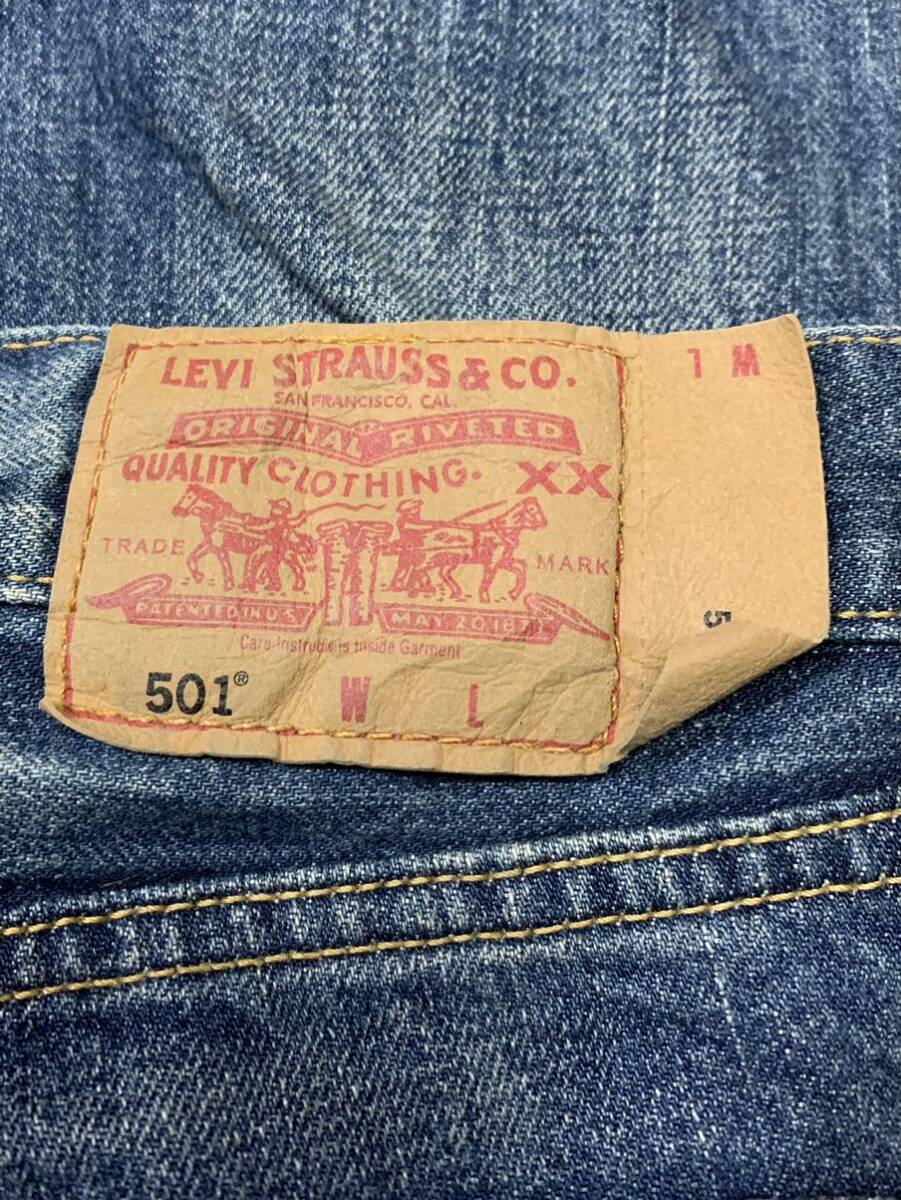 LEVI STRAUSS & CO.
SAN FRANCISCO, CAL.
ORIGINAL RIVETED
QUALITY CLOTHING. XX
TRADE MARK
PATENTED IN U.S. MAY 20, 1873
Care Instructions Inside Garment
501® W L
M
5